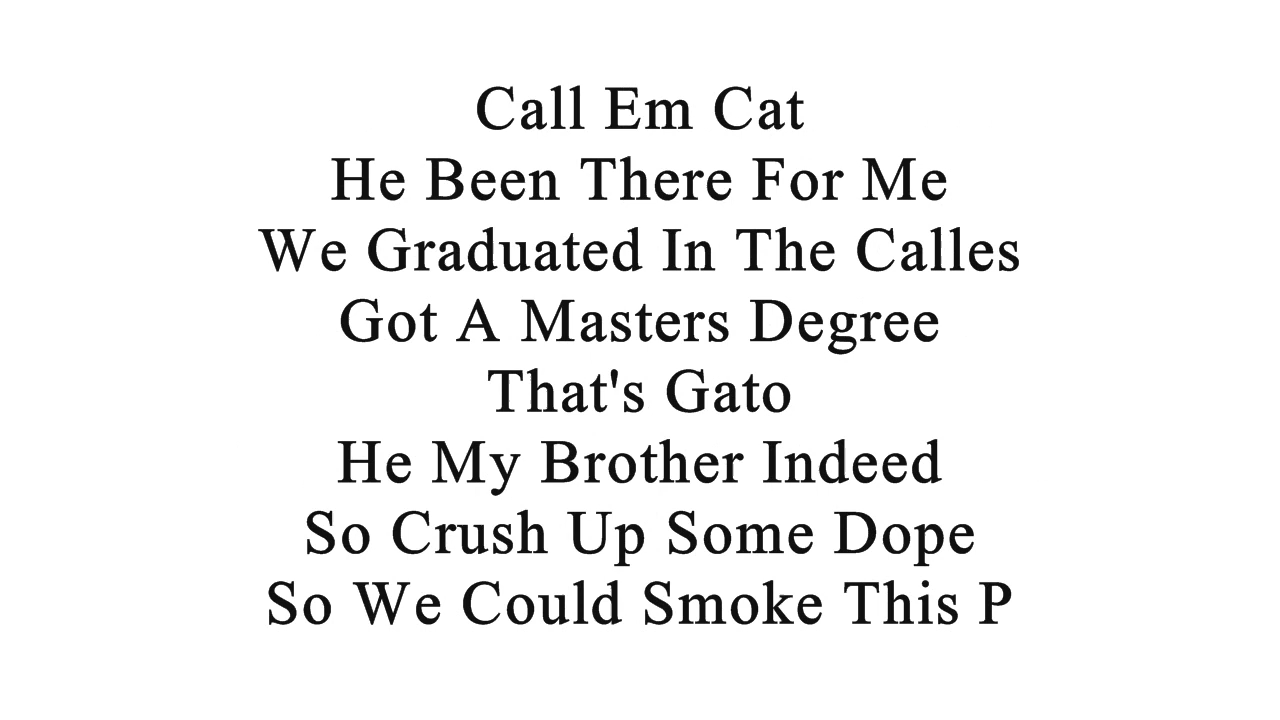 Call Em Cat
He Been There For Me
We Graduated In The Calles
Got A Masters Degree
That's Gato
He My Brother Indeed
So Crush Up Some Dope
So We Could Smoke This P